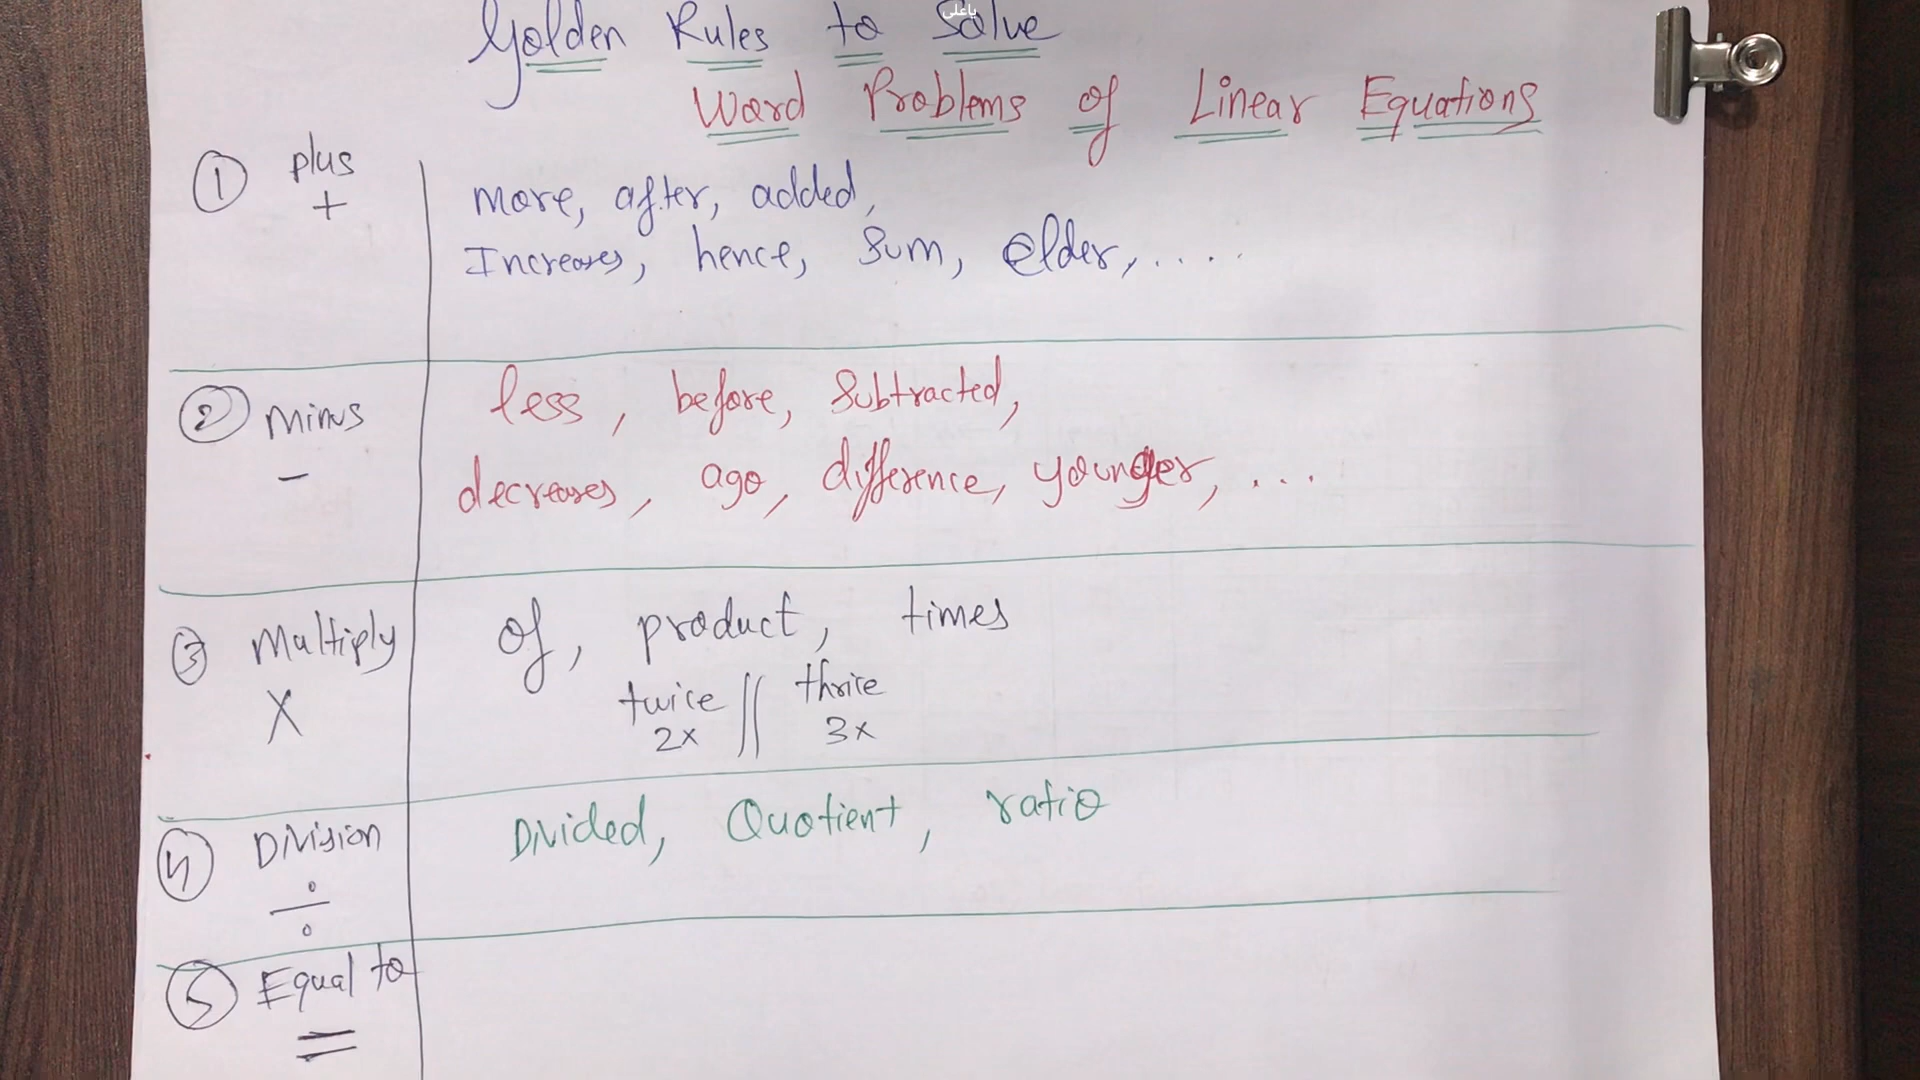 Golden Rules to Solve
ياعلى
Word Problems of Linear Equations
1 plus
+
more, after, added,
Increases, hence, Sum, elder, .....
2 minus
-
less, before, Subtracted,
decreases, ago, difference, younger, ....
3 Multiply
X
of, product, times
twice || thrice
2x 3x
4 Division
÷
Divided, Quotient, ratio
5 Equal to
=